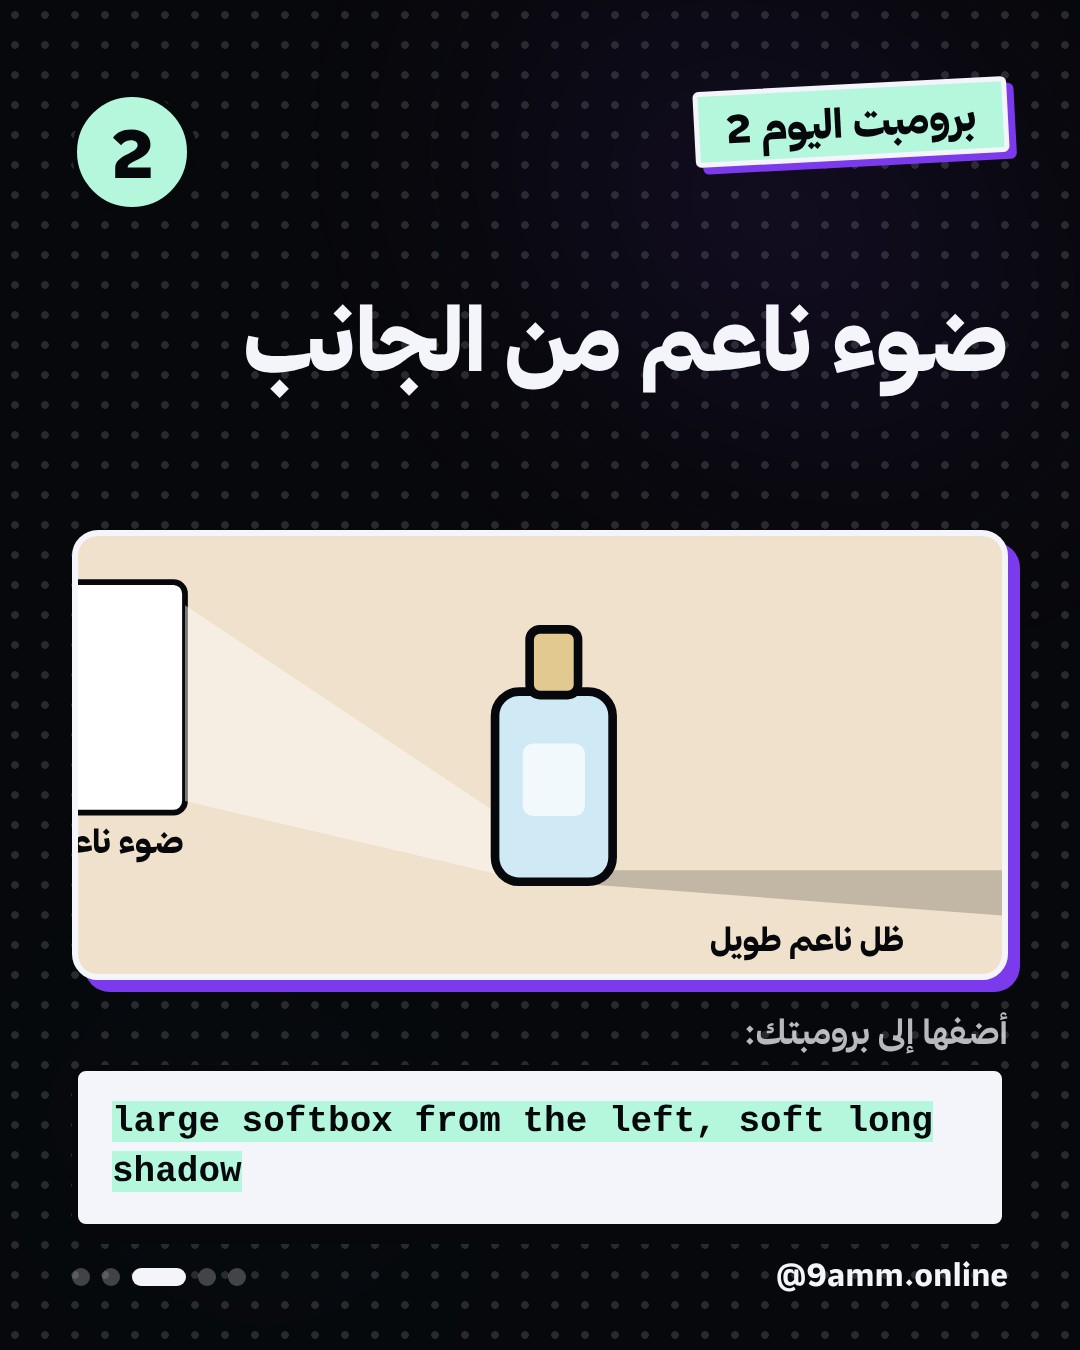 برومبت اليوم 2
2
ضوء ناعم من الجانب
ضوء
ظل ناعم طويل
أضفها إلى برومبتك:
large softbox from the left, soft long
shadow
@9amm.online